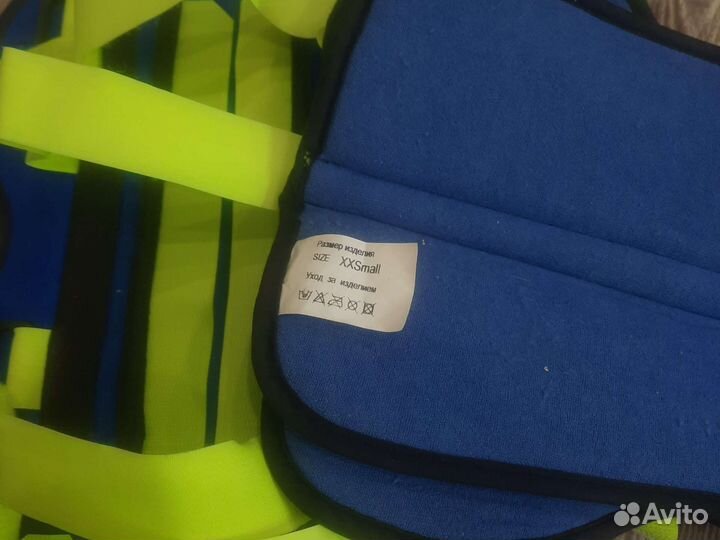 Размер изделия
SIZE XXSmall
Уход за изделием
Avito